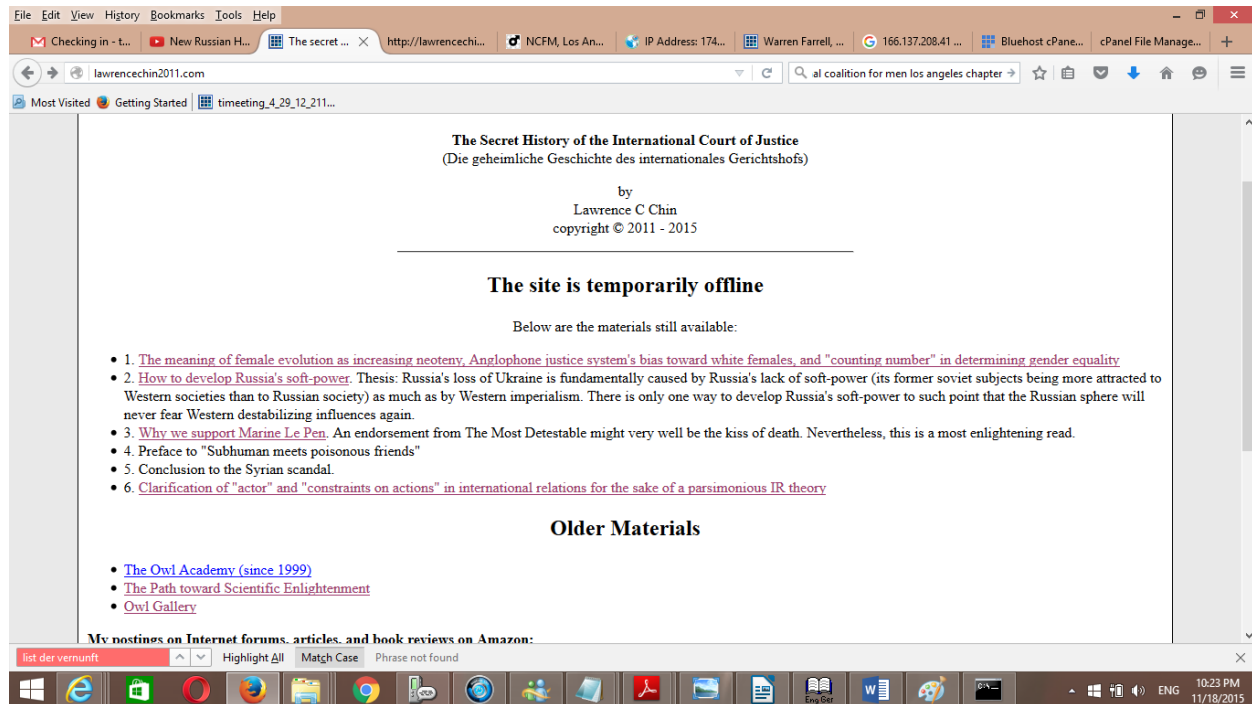 File Edit View History Bookmarks Tools Help
Checking in - t... New Russian H... The secret ... http://lawrencechi... NCFM, Los An... IP Address: 174... Warren Farrell, ... 166.137.208.41 ... Bluehost cPane... cPanel File Manage...
lawrencechin2011.com al coalition for men los angeles chapter
Most Visited Getting Started timeeting_4_29_12_211...
The Secret History of the International Court of Justice
(Die geheimliche Geschichte des internationales Gerichtshofs)
by
Lawrence C Chin
copyright © 2011 - 2015
The site is temporarily offline
Below are the materials still available:
1. The meaning of female evolution as increasing neoteny, Anglophone justice system's bias toward white females, and "counting number" in determining gender equality
2. How to develop Russia's soft-power. Thesis: Russia's loss of Ukraine is fundamentally caused by Russia's lack of soft-power (its former soviet subjects being more attracted to
Western societies than to Russian society) as much as by Western imperialism. There is only one way to develop Russia's soft-power to such point that the Russian sphere will
never fear Western destabilizing influences again.
3. Why we support Marine Le Pen. An endorsement from The Most Detestable might very well be the kiss of death. Nevertheless, this is a most enlightening read.
4. Preface to "Subhuman meets poisonous friends"
5. Conclusion to the Syrian scandal.
6. Clarification of "actor" and "constraints on actions" in international relations for the sake of a parsimonious IR theory
Older Materials
The Owl Academy (since 1999)
The Path toward Scientific Enlightenment
Owl Gallery
My postings on Internet forums, articles, and book reviews on Amazon:
list der vernunft Highlight All Match Case Phrase not found
Eng Ger ENG 10:23 PM
11/18/2015